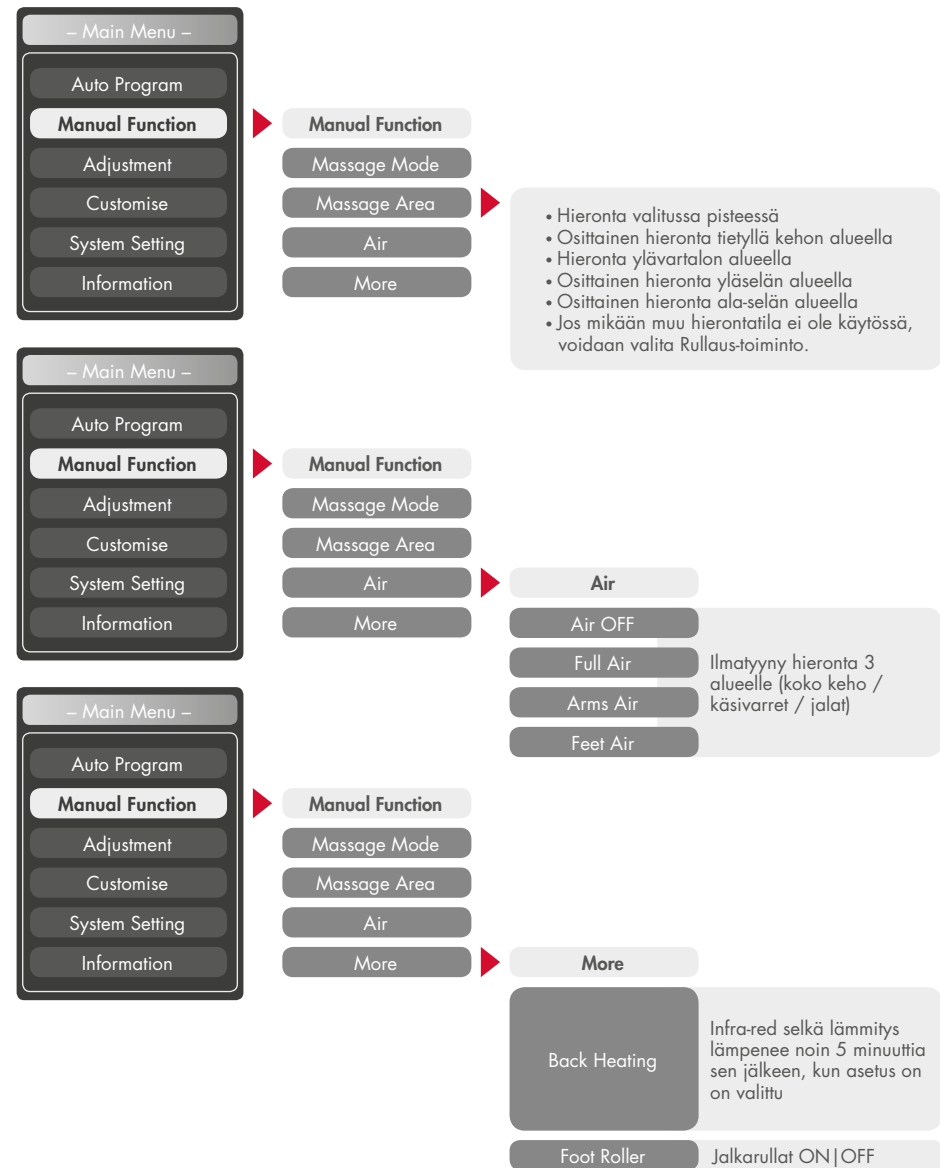 – Main Menu –
Auto Program
Manual Function
Adjustment
Customise
System Setting
Information
Manual Function
Massage Mode
Massage Area
Air
More
• Hieronta valitussa pisteessä
• Osittainen hieronta tietyllä kehon alueella
• Hieronta ylävartalon alueella
• Osittainen hieronta yläselän alueella
• Osittainen hieronta ala-selän alueella
• Jos mikään muu hierontatila ei ole käytössä,
voidaan valita Rullaus-toiminto.
– Main Menu –
Auto Program
Manual Function
Adjustment
Customise
System Setting
Information
Manual Function
Massage Mode
Massage Area
Air
More
Air
Air OFF
Full Air
Arms Air
Feet Air
Ilmatyyny hieronta 3
alueelle (koko keho /
käsivarret / jalat)
– Main Menu –
Auto Program
Manual Function
Adjustment
Customise
System Setting
Information
Manual Function
Massage Mode
Massage Area
Air
More
More
Back Heating
Infra-red selkä lämmitys
lämpenee noin 5 minuuttia
sen jälkeen, kun asetus on
on valittu
Foot Roller
Jalkarullat ON|OFF